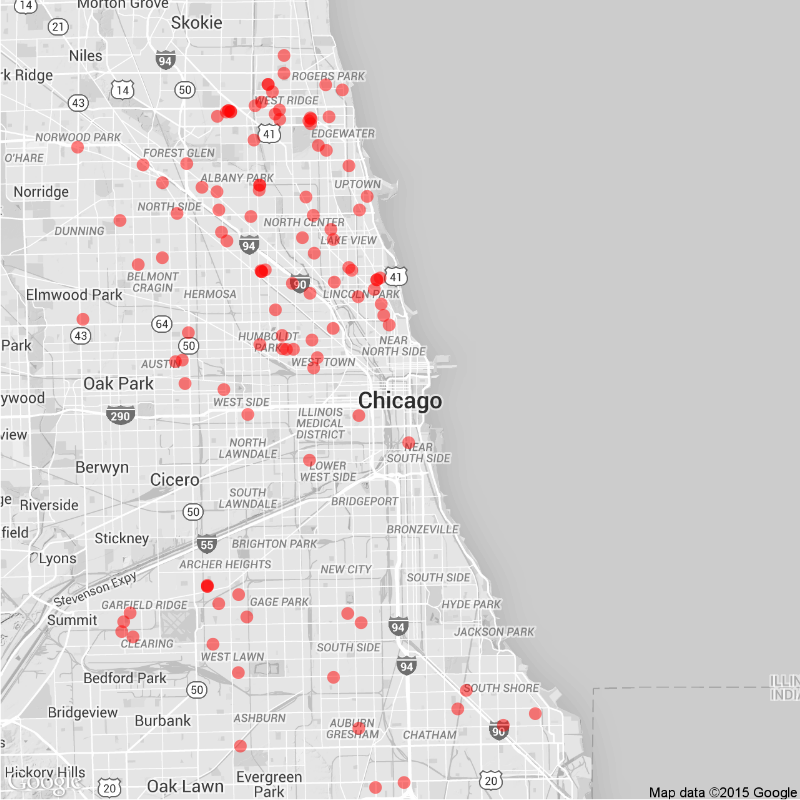 Morton Grove
14
21
Skokie
Niles
94
rk Ridge
14
50
ROGERS PARK
43
WEST RIDGE
41
EDGEWATER
NORWOOD PARK
FOREST GLEN
O'HARE
ALBANY PARK
UPTOWN
Norridge
NORTH SIDE
NORTH CENTER
DUNNING
94
LAKE VIEW
BELMONT
CRAGIN
90
41
Elmwood Park
HERMOSA
LINCOLN PARK
64
43
HUMBOLDT
PARK
NEAR
NORTH SIDE
Park
50
AUSTIN
WEST TOWN
Oak Park
Chicago
ywood
WEST SIDE
290
ILLINOIS
MEDICAL
DISTRICT
view
NORTH
LAWNDALE
NEAR
SOUTH SIDE
Berwyn
LOWER
WEST SIDE
Cicero
SOUTH
LAWNDALE
ge
Riverside
50
BRIDGEPORT
field
Stickney
BRONZEVILLE
55
BRIGHTON PARK
Lyons
ARCHER HEIGHTS
NEW CITY
SOUTH SIDE
Stevenson Expy
GARFIELD RIDGE
GAGE PARK
HYDE PARK
Summit
94
JACKSON PARK
CLEARING
SOUTH SIDE
WEST LAWN
94
Bedford Park
50
SOUTH SHORE
ILLIN
INDI
Bridgeview
Burbank
ASHBURN
AUBURN
GRESHAM
CHATHAM
90
s
Hickory Hills
Google
20
Oak Lawn
Evergreen
Park
20
Map data ©2015 Google